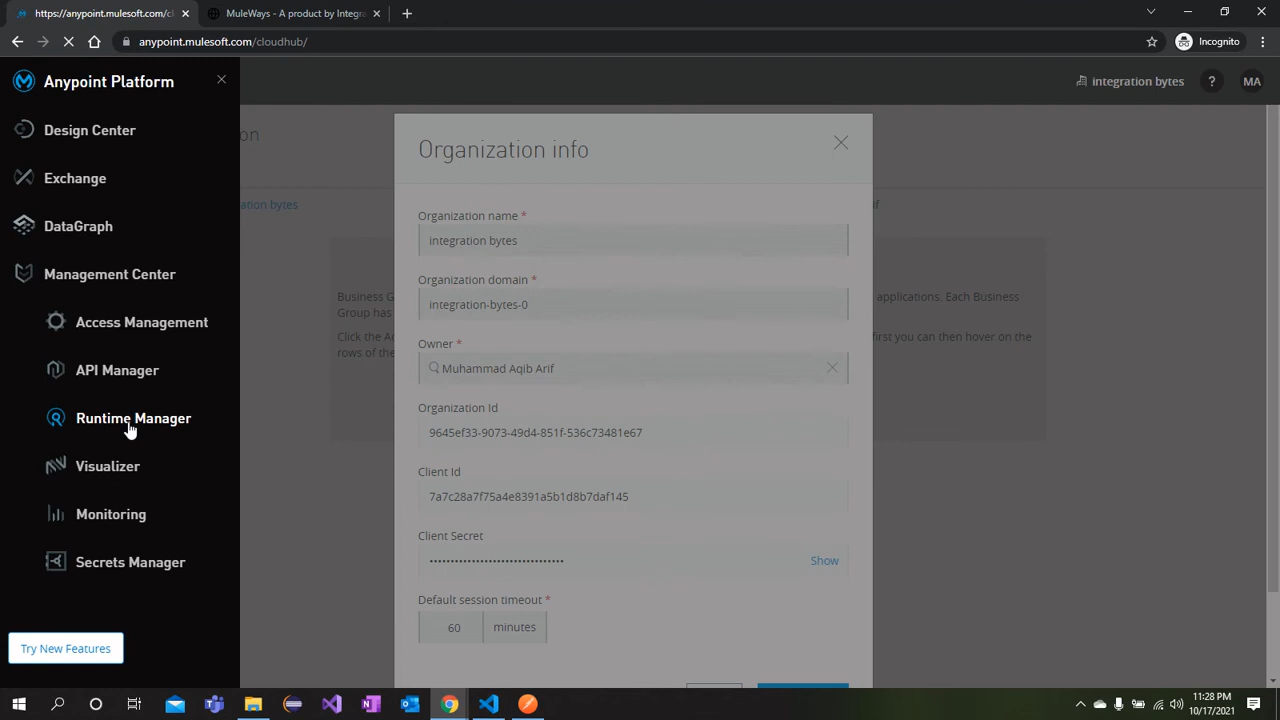 https://anypoint.mulesoft.com/cl
MuleWays - A product by Integra
anypoint.mulesoft.com/cloudhub/
Incognito
Anypoint Platform
integration bytes
?
MA
Design Center
Exchange
DataGraph
Management Center
Access Management
API Manager
Runtime Manager
Visualizer
Monitoring
Secrets Manager
Try New Features
on
ation bytes
if
Business G
applications. Each Business
Group has
Click the A
first you can then hover on the
rows of the
Organization info
Organization name *
integration bytes
Organization domain *
integration-bytes-0
Owner *
Muhammad Aqib Arif
Organization Id
9645ef33-9073-49d4-851f-536c73481e67
Client Id
7a7c28a7f75a4e8391a5b1d8b7daf145
Client Secret
••••••••••••••••••••••••••••••••
Show
Default session timeout *
60 minutes
11:28 PM
10/17/2021